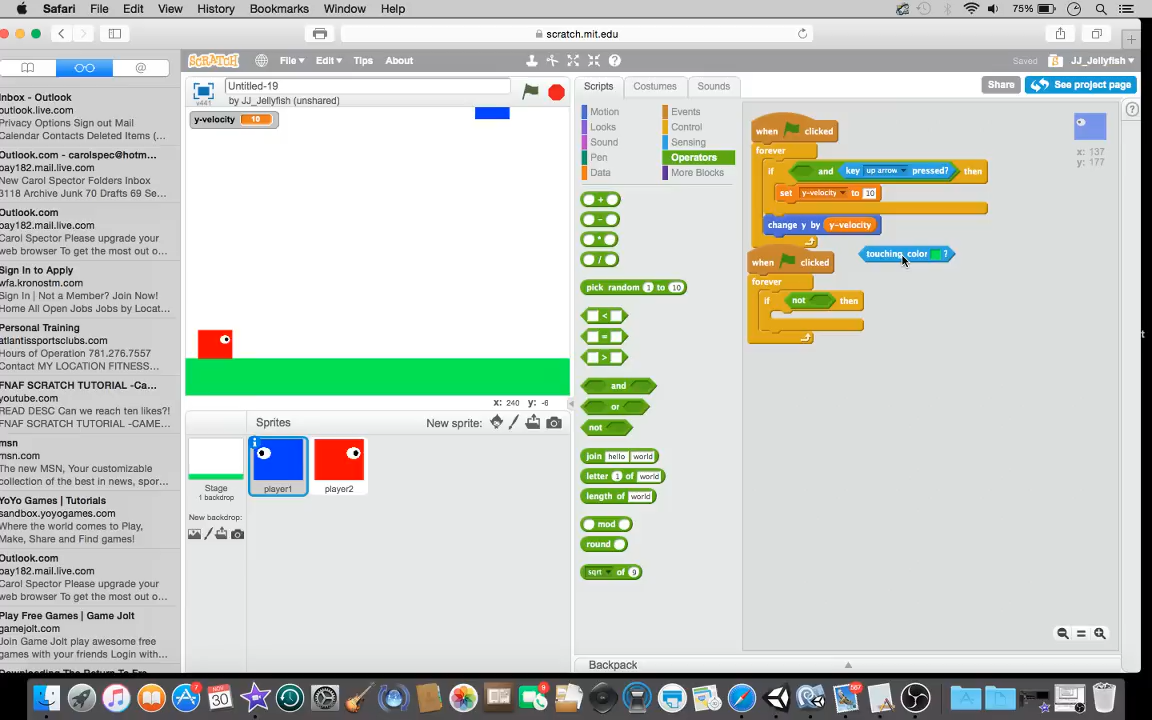 Safari File Edit View History Bookmarks Window Help 75%
scratch.mit.edu
@
Inbox - Outlook
outlook.live.com
Privacy Options Sign out Mail
Calendar Contacts Deleted Items (...
Outlook.com - carolspec@hotm...
pay182.mail.live.com
New Carol Spector Folders Inbox
3118 Archive Junk 70 Drafts 69 Se...
Outlook.com
bay182.mail.live.com
Carol Spector Please upgrade your
web browser To get the most out o...
Sign In to Apply
wfa.kronostm.com
Sign In | Not a Member? Join Now!
Current Open Jobs Jobs by Locat...
Personal Training
atlantissportsclubs.com
Hours of Operation 781.276.7557
Contact MY LOCATION FITNESS...
FNAF SCRATCH TUTORIAL -Ca...
youtube.com
READ DESC Can we reach ten likes?!
FNAF SCRATCH TUTORIAL -CAME...
msn
msn.com
The new MSN, Your customizable
collection of the best in news, spor...
YoYo Games | Tutorials
sandbox.yoyogames.com
Where the world comes to Play,
Make, Share and Find games!
Outlook.com
bay182.mail.live.com
Carol Spector Please upgrade your
web browser To get the most out o...
Play Free Games | Game Jolt
gamejolt.com
Join Game Jolt play awesome free
games with your friends Login with...
SCRATCH File Edit Tips About Saved JJ_Jellyfish
Untitled-19
by JJ_Jellyfish (unshared)
v441
y-velocity 10
x: 240 y: -6
Sprites New sprite:
Stage
1 backdrop
New backdrop:
player1
player2
Scripts Costumes Sounds
Share See project page
Motion Events
Looks Control
Sound Sensing
Pen Operators
Data More Blocks
+
-
*
/
pick random 1 to 10
<
=
>
and
or
not
join hello world
letter 1 of world
length of world
mod
round
sqrt of 9
when clicked
forever
if and key up arrow pressed? then
set y-velocity to 10
change y by y-velocity
touching color ?
when clicked
forever
if not then
x: 137
y: 177
Backpack
NOV
30